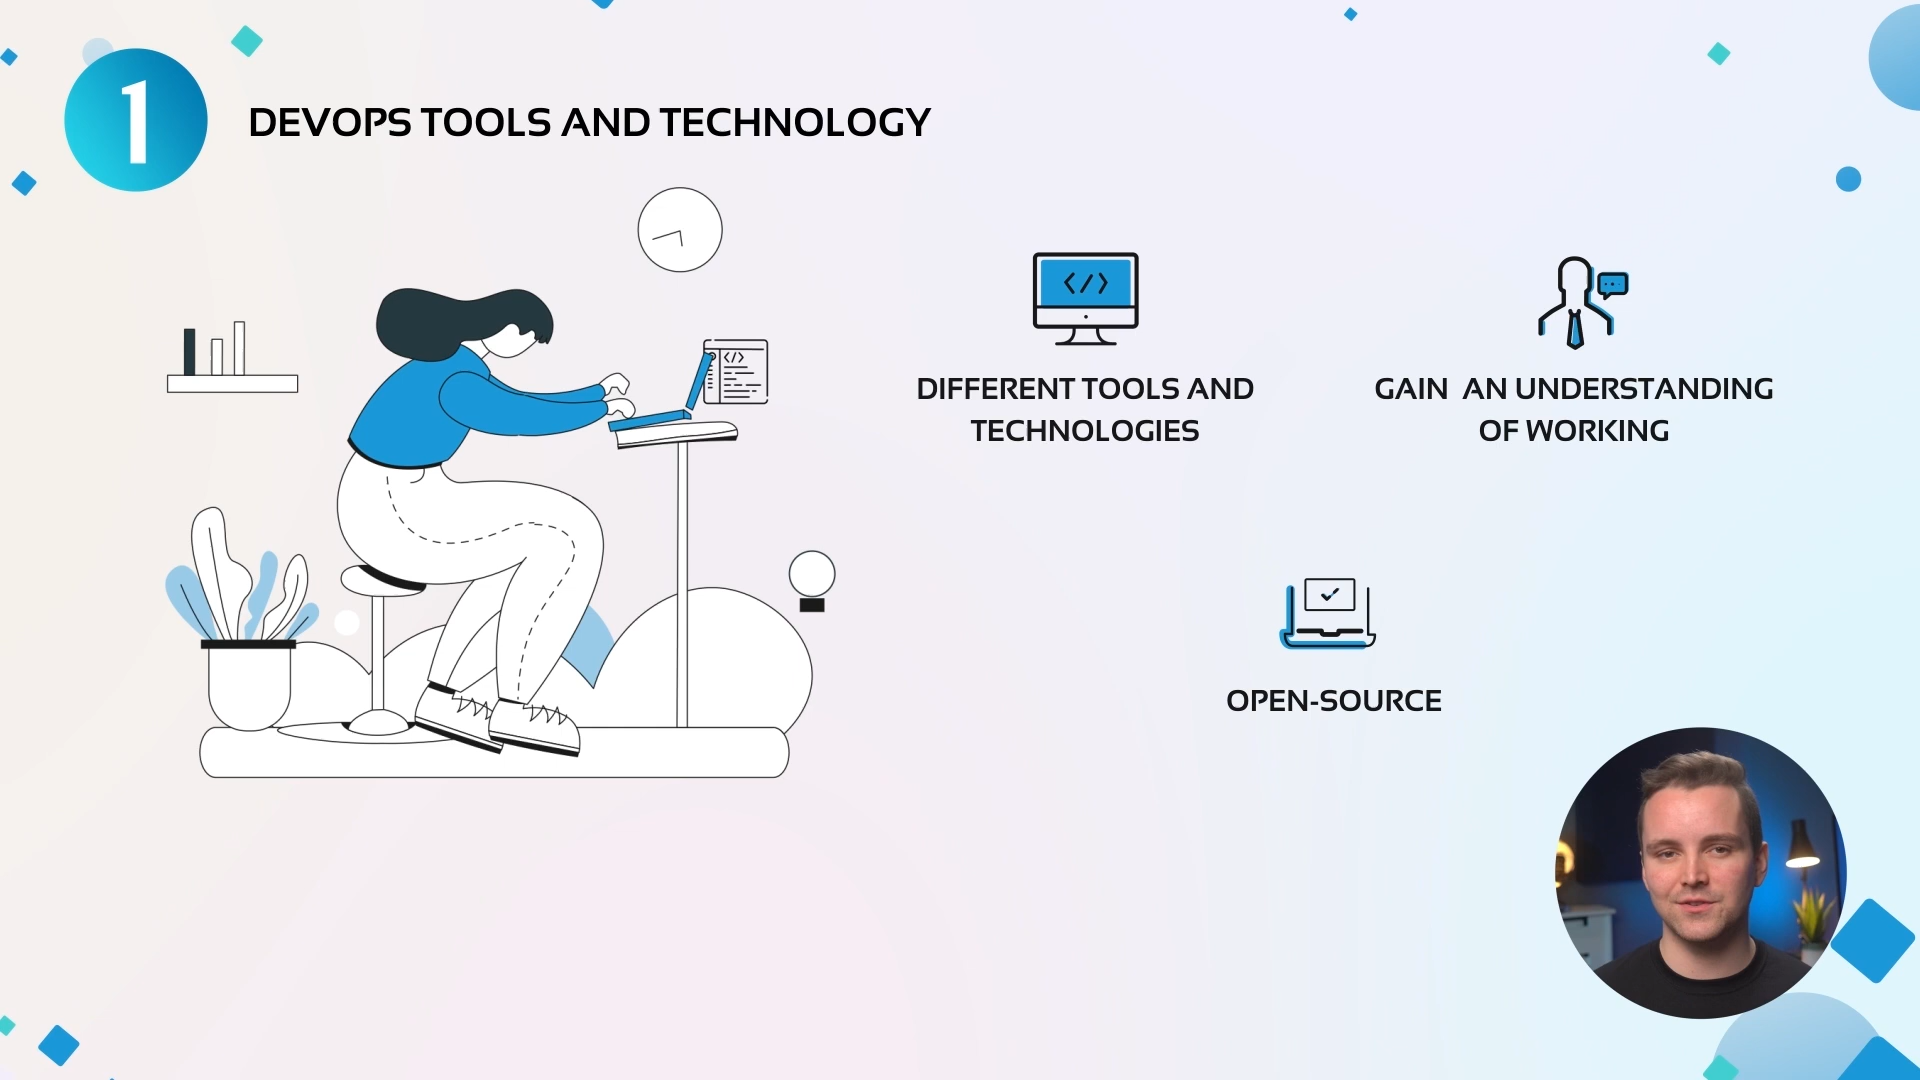 1
DEVOPS TOOLS AND TECHNOLOGY
</>
</>
DIFFERENT TOOLS AND
TECHNOLOGIES
GAIN AN UNDERSTANDING
OF WORKING
OPEN-SOURCE